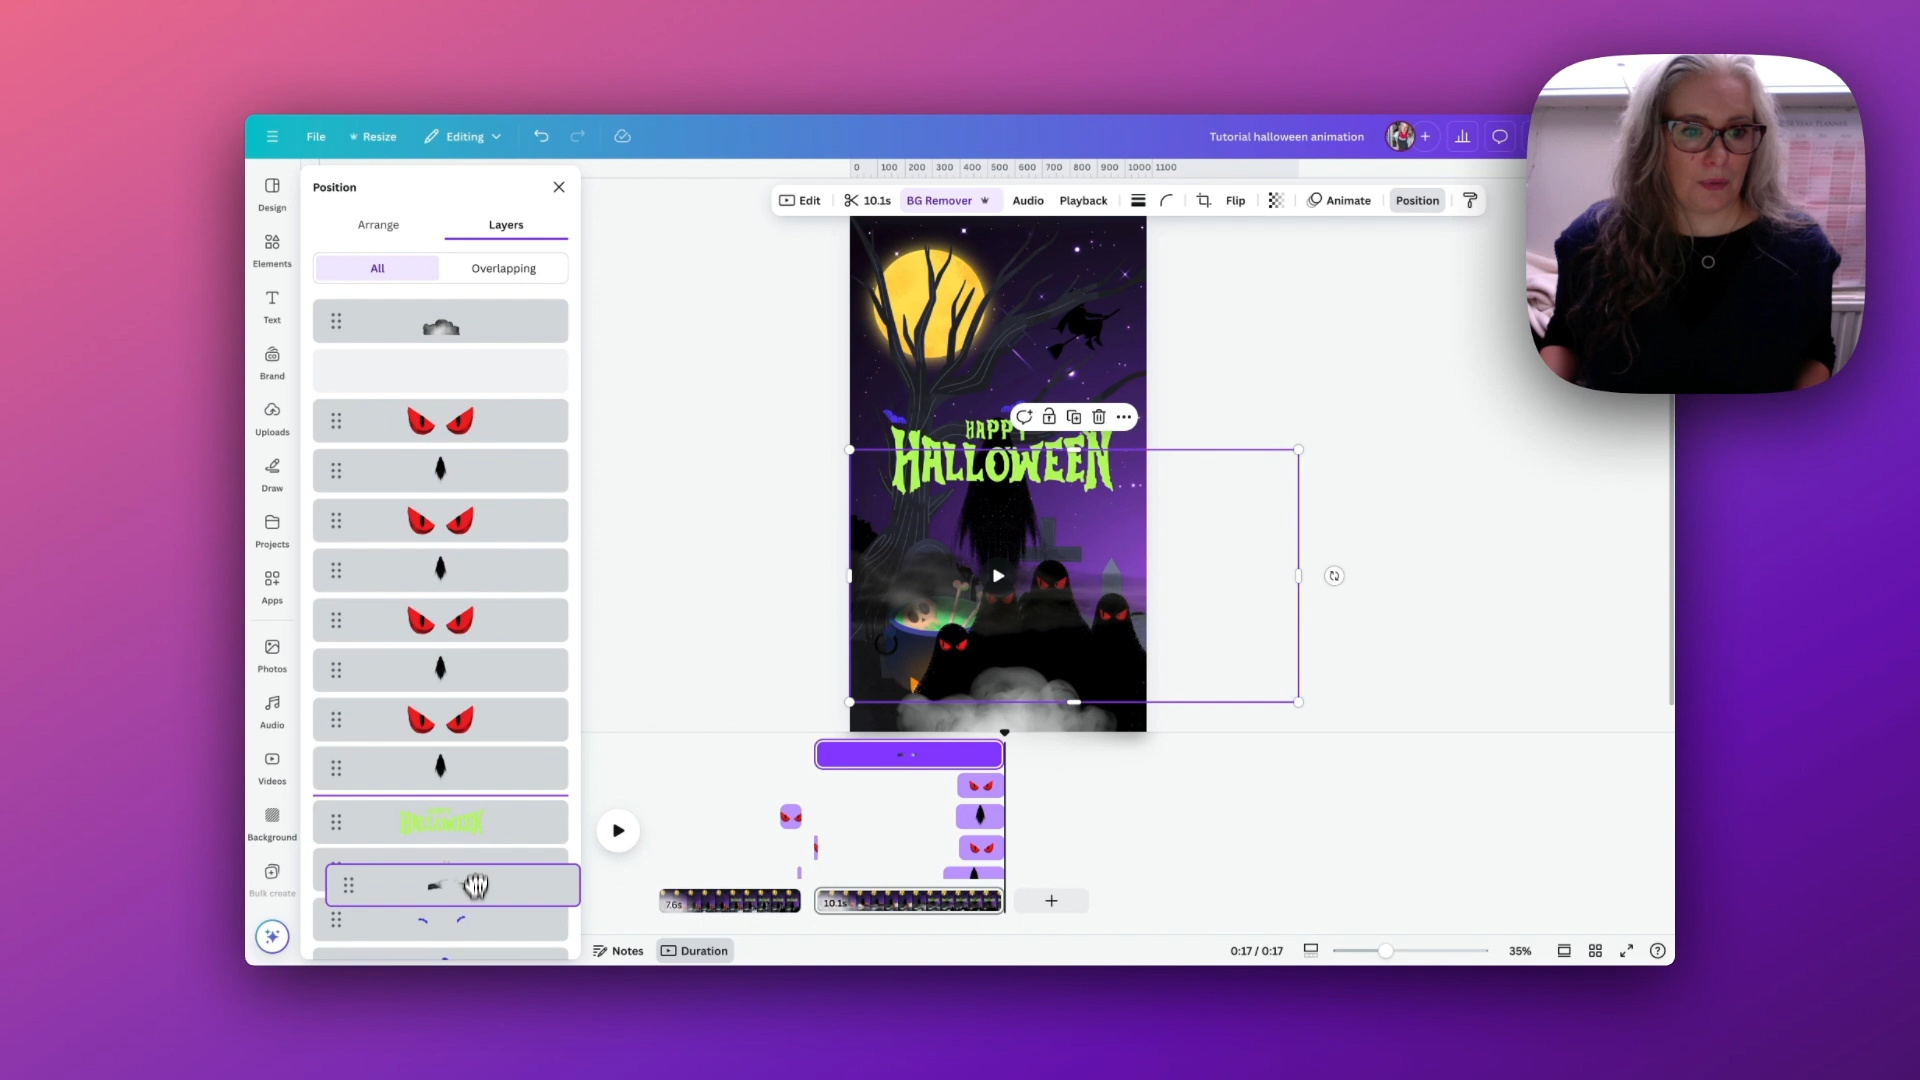 File
Resize
Editing
Tutorial halloween animation
Design
Elements
Text
Brand
Uploads
Draw
Projects
Apps
Photos
Audio
Videos
Background
Bulk create
Position
Arrange
Layers
All
Overlapping
HALLOWEEN
0 100 200 300 400 500 600 700 800 900 1000 1100
Edit
10.1s
BG Remover
Audio
Playback
Flip
Animate
Position
HAPPY
HALLOWEEN
7.6s
10.1s
Notes
Duration
0:17 / 0:17
35%